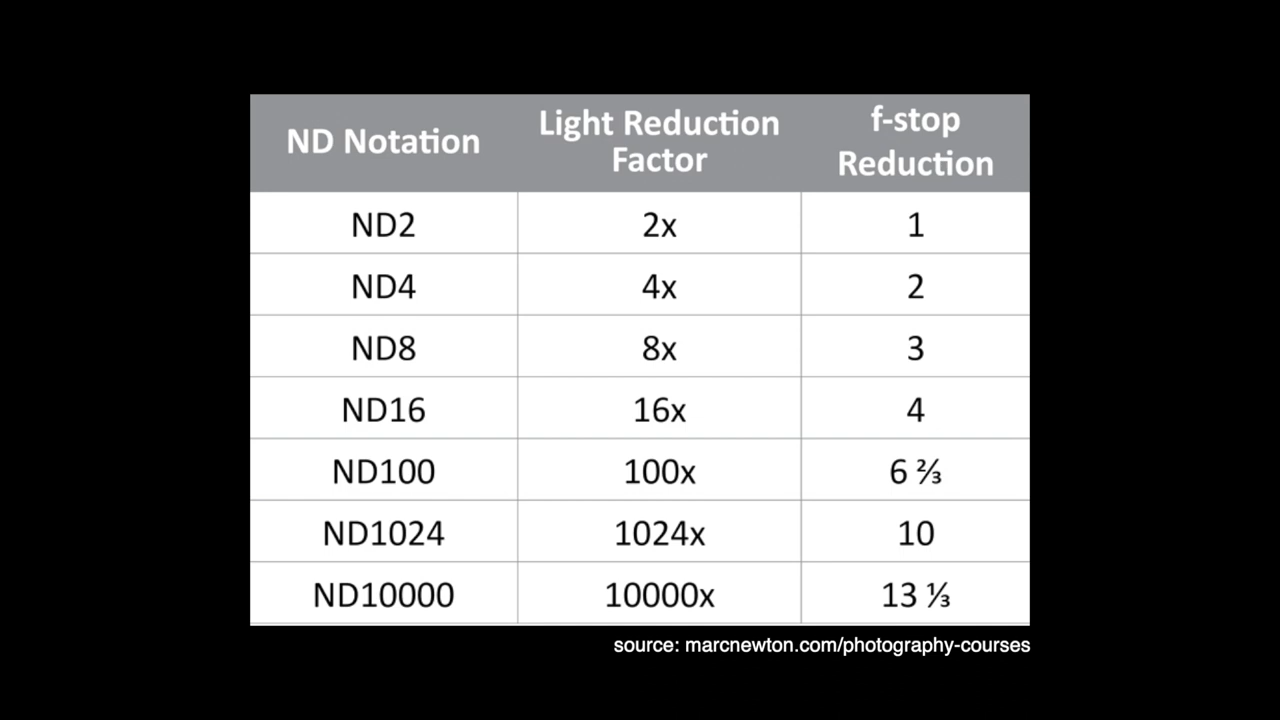 ND Notation
Light Reduction
Factor
f-stop
Reduction
ND2 2x 1
ND4 4x 2
ND8 8x 3
ND16 16x 4
ND100 100x 6 ⅔
ND1024 1024x 10
ND10000 10000x 13 ⅓
source: marcnewton.com/photography-courses